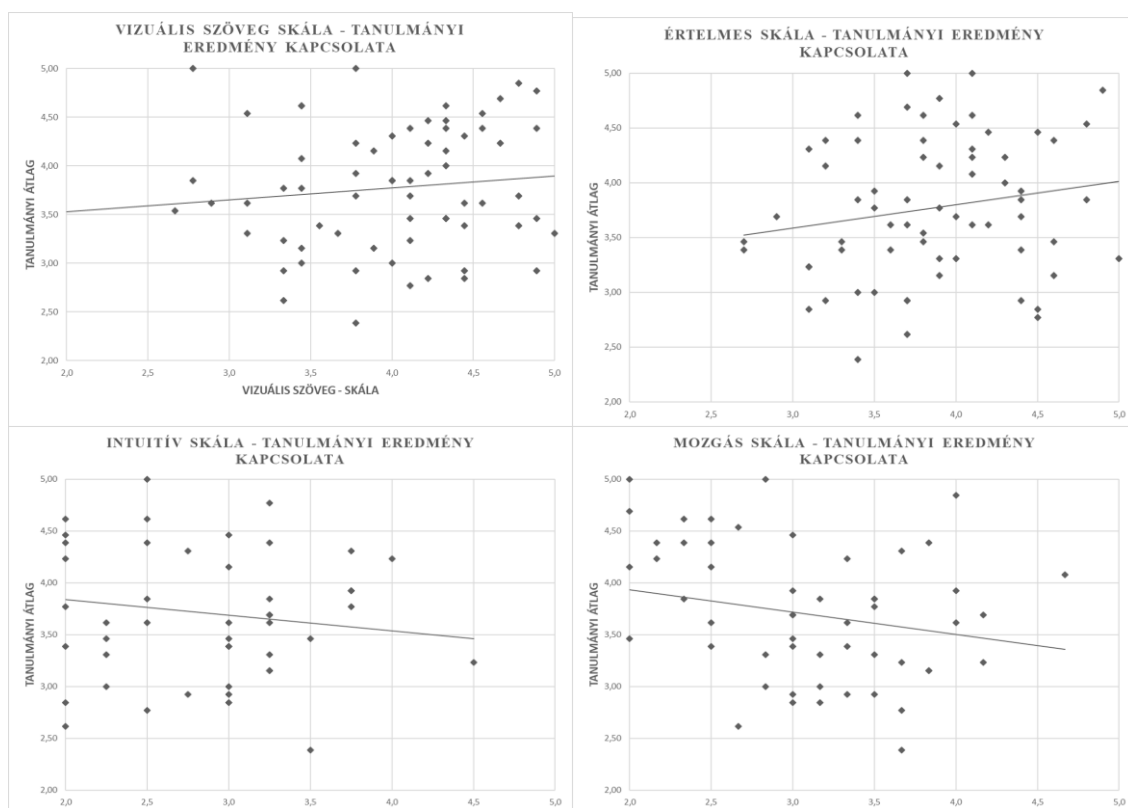 VIZUÁLIS SZÖVEG SKÁLA - TANULMÁNYI
EREDMÉNY KAPCSOLATA
5,00
4,50
4,00
3,50
3,00
2,50
2,00
TANULMÁNYI ÁTLAG
2,0 2,5 3,0 3,5 4,0 4,5 5,0
VIZUÁLIS SZÖVEG - SKÁLA
ÉRTELMES SKÁLA - TANULMÁNYI EREDMÉNY
KAPCSOLATA
5,00
4,50
4,00
3,50
3,00
2,50
2,00
TANULMÁNYI ÁTLAG
2,0 2,5 3,0 3,5 4,0 4,5 5,0
INTUITÍV SKÁLA - TANULMÁNYI EREDMÉNY
KAPCSOLATA
5,00
4,50
4,00
3,50
3,00
2,50
2,00
TANULMÁNYI ÁTLAG
2,0 2,5 3,0 3,5 4,0 4,5 5,0
MOZGÁS SKÁLA - TANULMÁNYI EREDMÉNY
KAPCSOLATA
5,00
4,50
4,00
3,50
3,00
2,50
2,00
TANULMÁNYI ÁTLAG
2,0 2,5 3,0 3,5 4,0 4,5 5,0